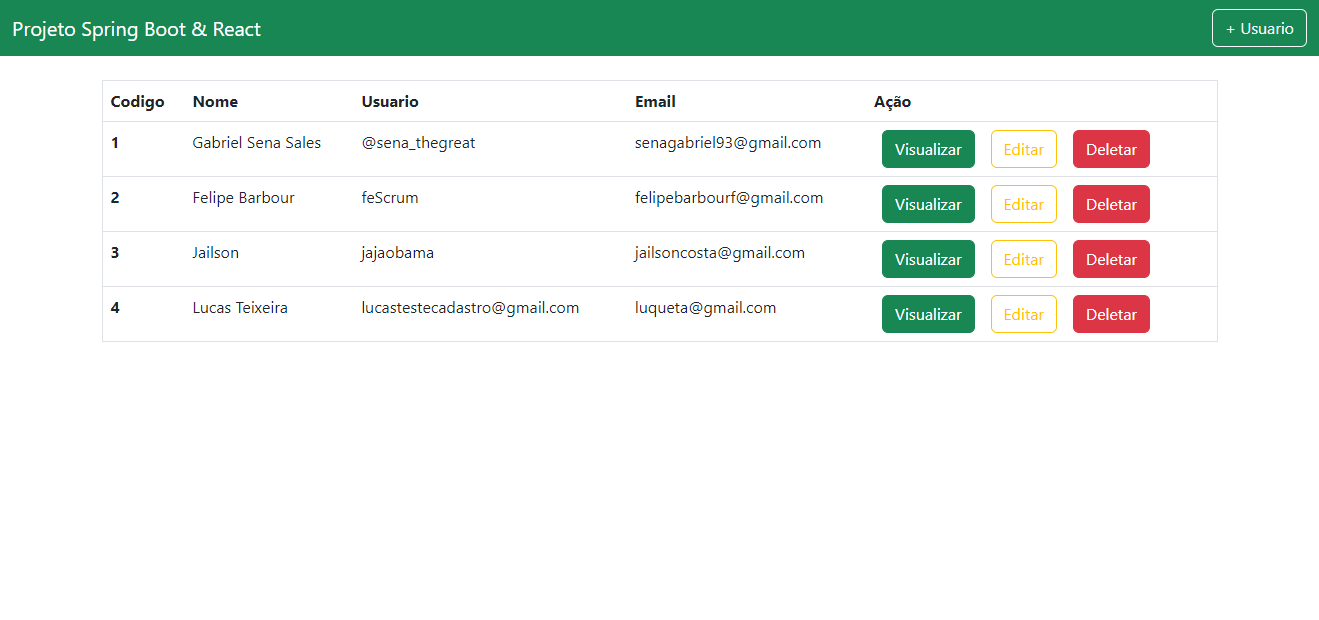 Projeto Spring Boot & React + Usuario
Codigo Nome Usuario Email Ação
1 Gabriel Sena Sales @sena_thegreat senagabriel93@gmail.com Visualizar Editar Deletar
2 Felipe Barbour feScrum felipebarbourf@gmail.com Visualizar Editar Deletar
3 Jailson jajaobama jailsoncosta@gmail.com Visualizar Editar Deletar
4 Lucas Teixeira lucastestecadastro@gmail.com luqueta@gmail.com Visualizar Editar Deletar